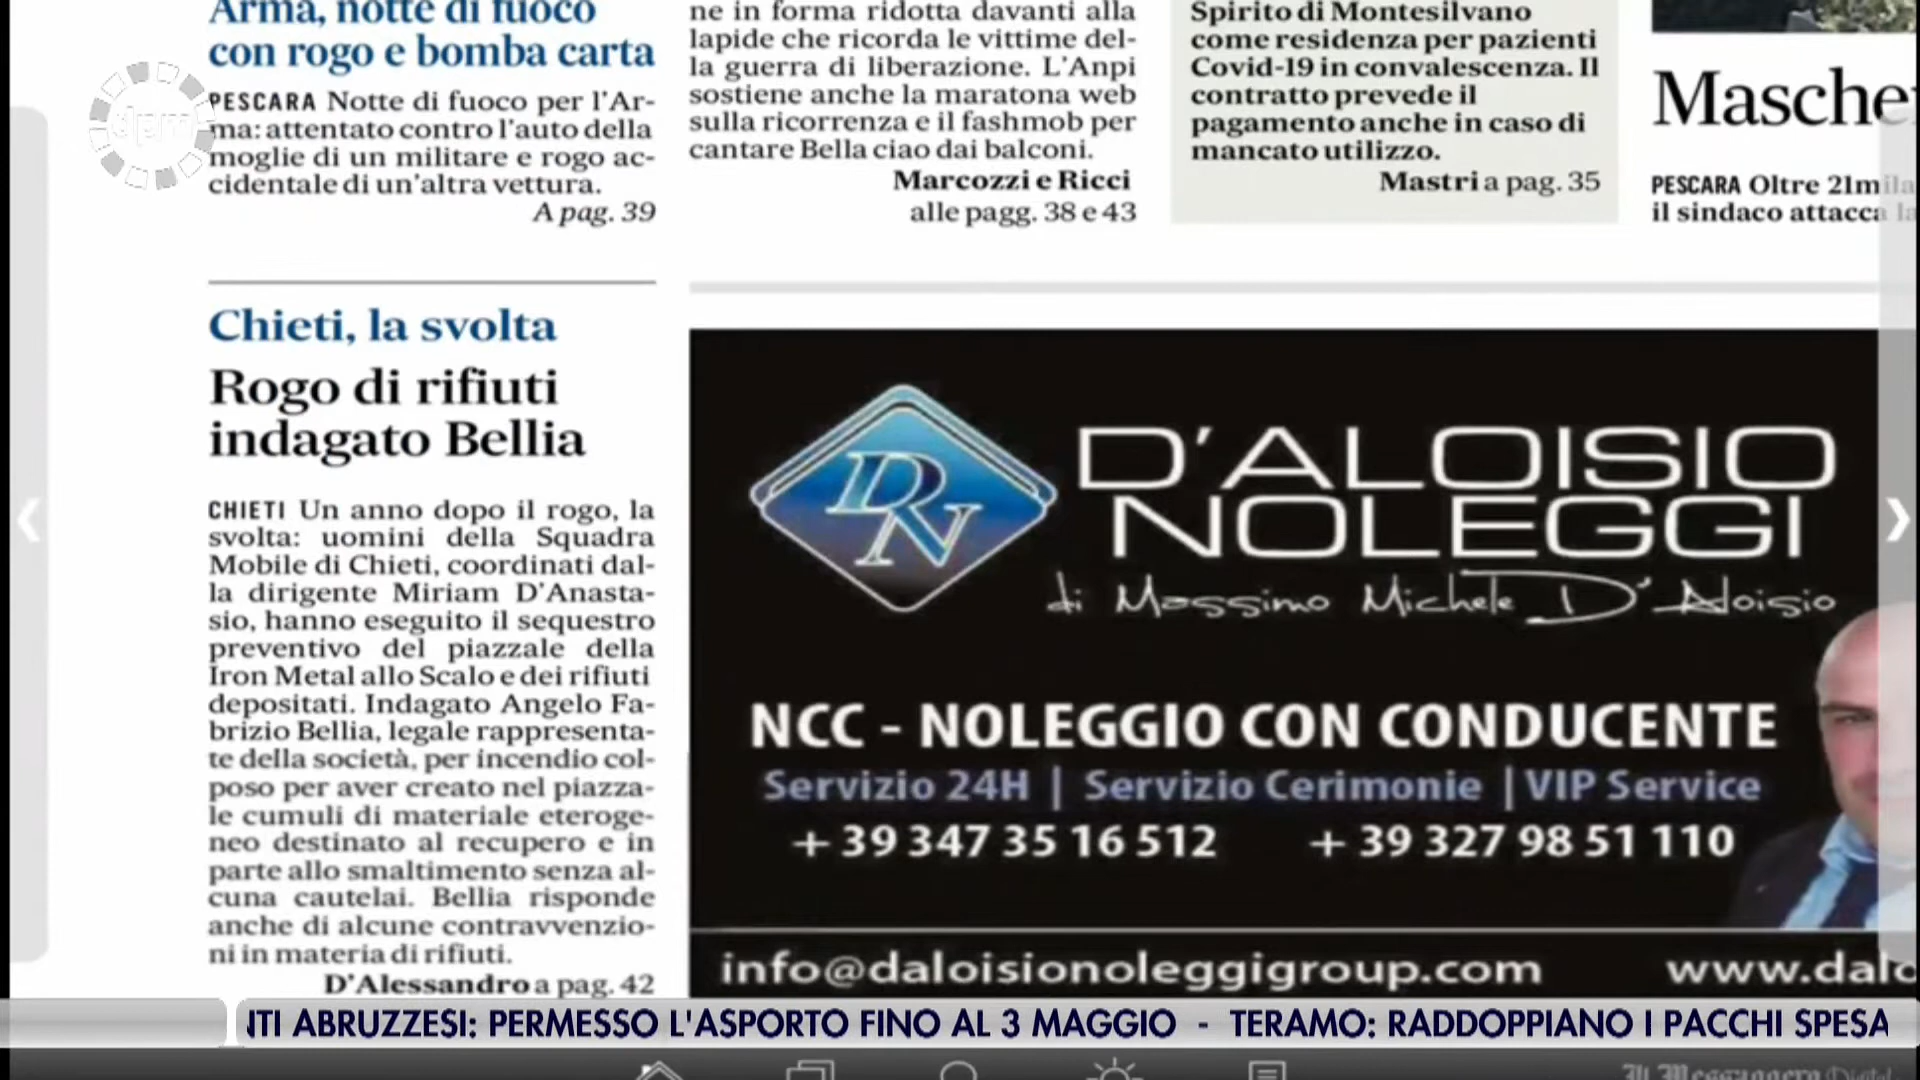 Arma, notte di fuoco
con rogo e bomba carta
PESCARA Notte di fuoco per l'Ar-
ma: attentato contro l'auto della
moglie di un militare e rogo ac-
cidentale di un'altra vettura.
A pag. 39
ne in forma ridotta davanti alla
lapide che ricorda le vittime del-
la guerra di liberazione. L'Anpi
sostiene anche la maratona web
sulla ricorrenza e il fashmob per
cantare Bella ciao dai balconi.
Marcozzi e Ricci
alle pagg. 38 e 43
Spirito di Montesilvano
come residenza per pazienti
Covid-19 in convalescenza. Il
contratto prevede il
pagamento anche in caso di
mancato utilizzo.
Mastri a pag. 35
Mascher
PESCARA Oltre 21mila
il sindaco attacca la
dpm
Chieti, la svolta
Rogo di rifiuti
indagato Bellia
CHIETI Un anno dopo il rogo, la
svolta: uomini della Squadra
Mobile di Chieti, coordinati dal-
la dirigente Miriam D'Anasta-
sio, hanno eseguito il sequestro
preventivo del piazzale della
Iron Metal allo Scalo e dei rifiuti
depositati. Indagato Angelo Fa-
brizio Bellia, legale rappresenta-
te della società, per incendio col-
poso per aver creato nel piazza-
le cumuli di materiale eteroge-
neo destinato al recupero e in
parte allo smaltimento senza al-
cuna cautelai. Bellia risponde
anche di alcune contravvenzio-
ni in materia di rifiuti.
D'Alessandro a pag. 42
DN
D'ALOISIO
NOLEGGI
di Massimo Michele D'Aloisio
NCC - NOLEGGIO CON CONDUCENTE
Servizio 24H | Servizio Cerimonie | VIP Service
+ 39 347 35 16 512 + 39 327 98 51 110
info@daloisionoleggigroup.com www.dalo
NTI ABRUZZESI: PERMESSO L'ASPORTO FINO AL 3 MAGGIO - TERAMO: RADDOPPIANO I PACCHI SPESA
Il Messaggero Digital